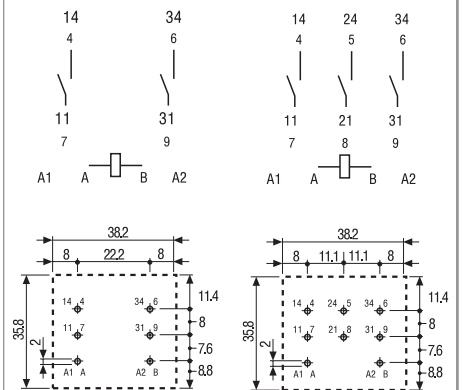 14 34 14 24 34
4 6 4 5 6
11 31 11 21 31
7 9 7 8 9
A1 A B A2 A1 A B A2
38.2 38.2
8 22.2 8 8 11.1 11.1 8
14 4 34 6 11.4 14 4 24 5 34 6 11.4
35.8 8 35.8 8
11 7 31 9 11 7 21 8 31 9
2 7.6 2 7.6
A1 A A2 B 8.8 A1 A A2 B 8.8